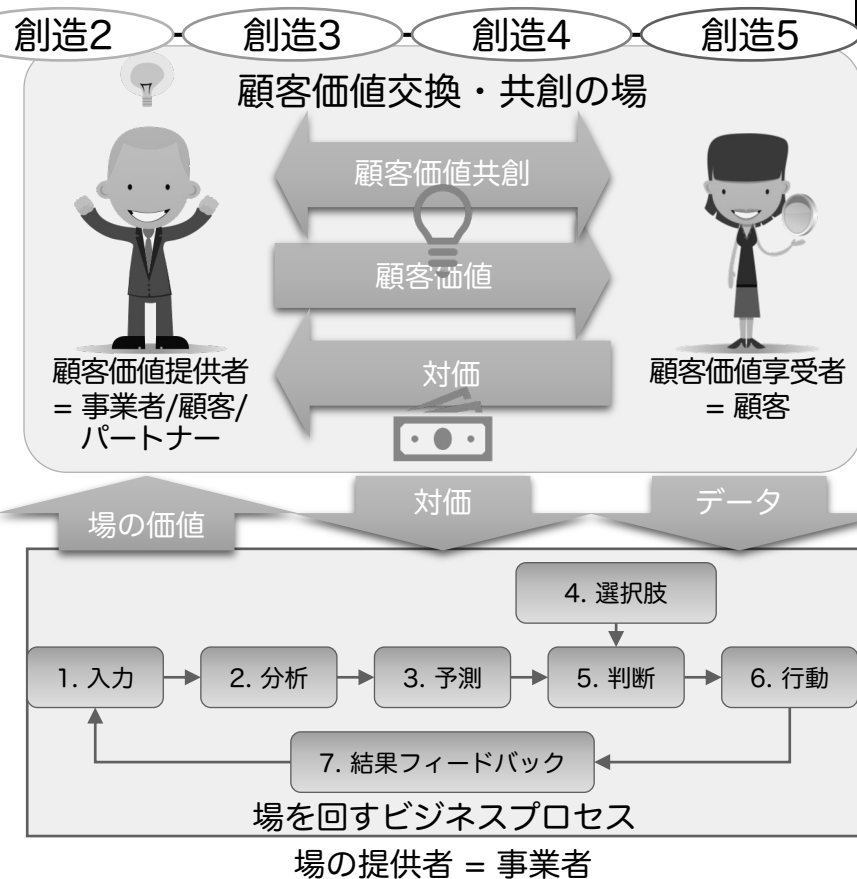 創造2 - 創造3 - 創造4 - 創造5
顧客価値交換・共創の場
顧客価値共創
顧客価値
対価
顧客価値提供者
= 事業者/顧客/
パートナー
顧客価値享受者
= 顧客
場の価値
対価
データ
4. 選択肢
1. 入力
2. 分析
3. 予測
5. 判断
6. 行動
7. 結果フィードバック
場を回すビジネスプロセス
場の提供者 = 事業者